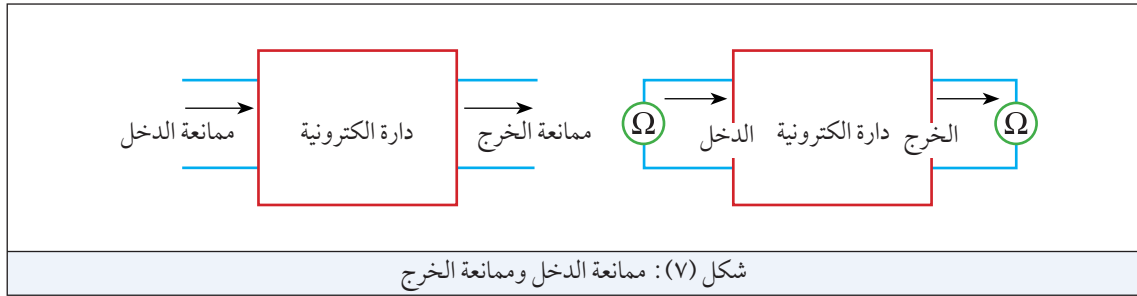 ممانعة الدخل
دارة الكترونية
ممانعة الخرج
Ω
الدخل
دارة الكترونية
الخرج
Ω
شكل (٧): ممانعة الدخل وممانعة الخرج